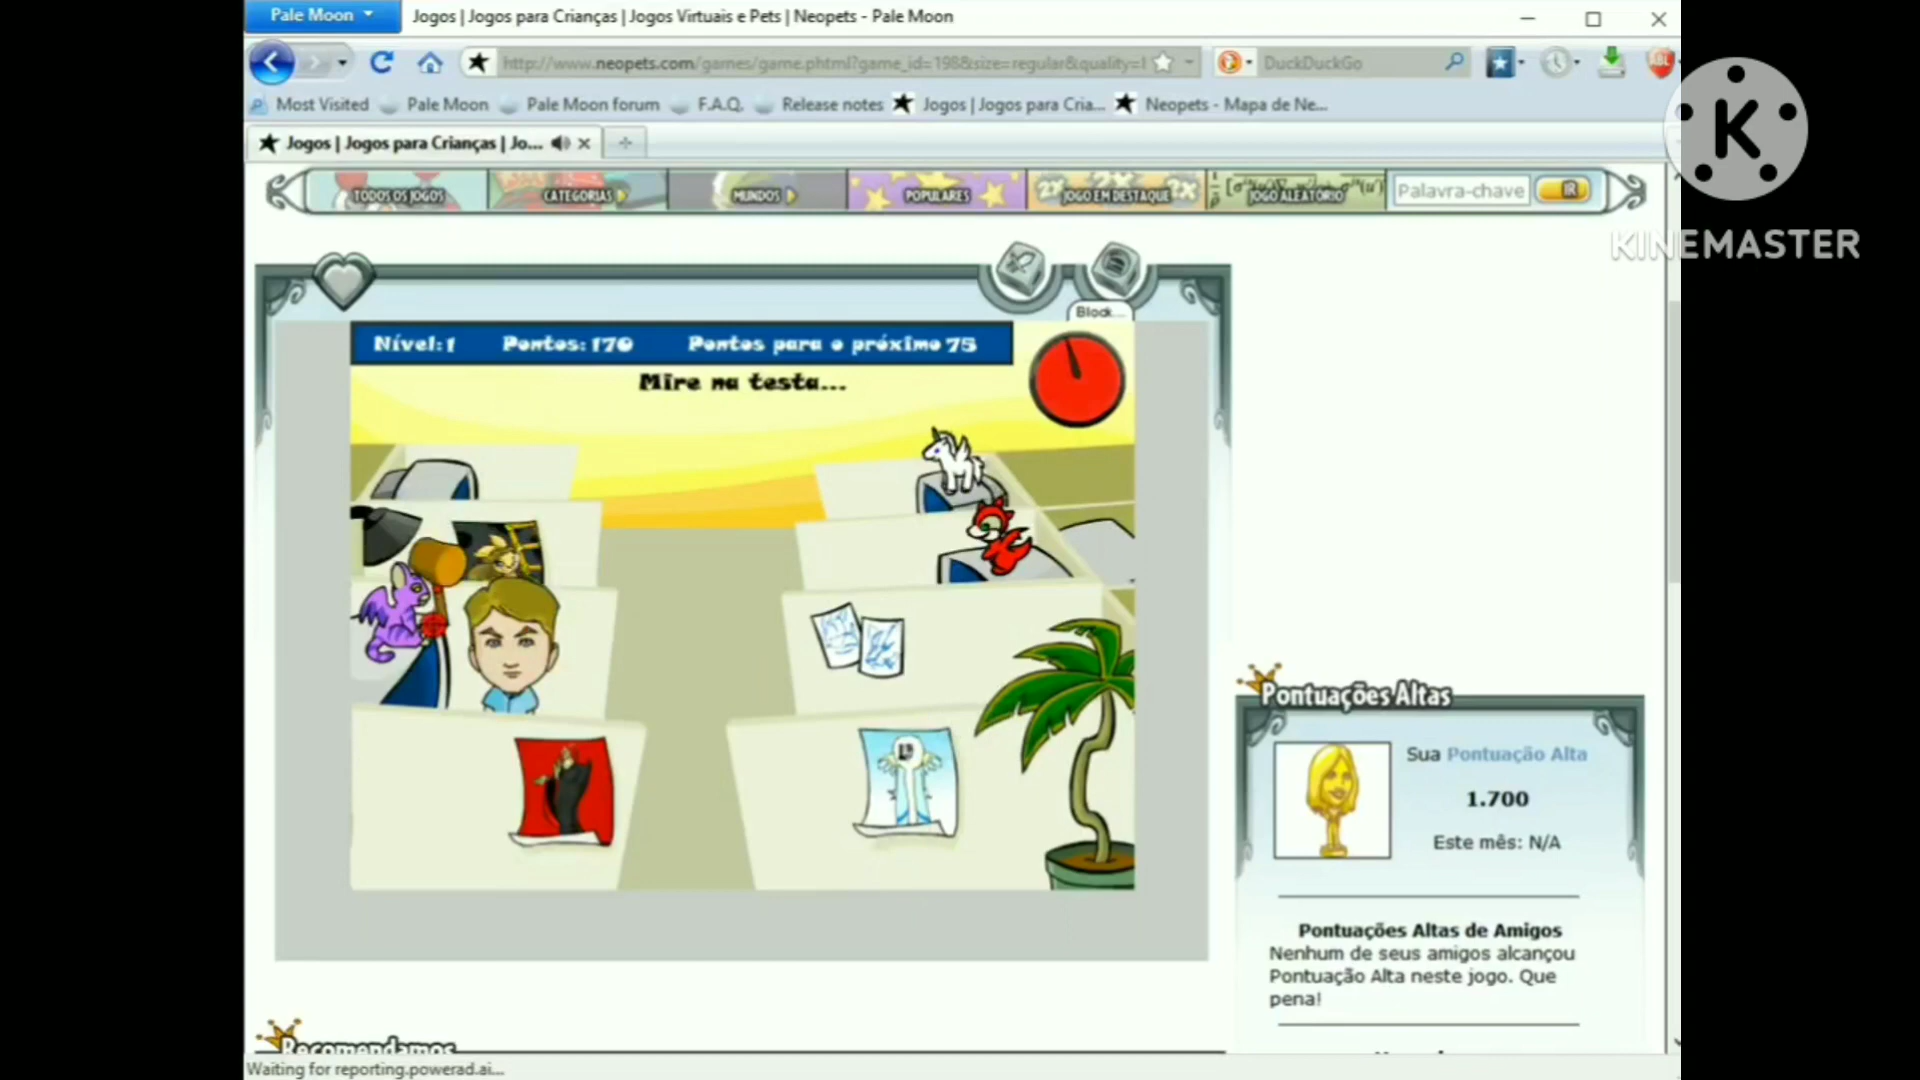 Pale Moon
Jogos | Jogos para Crianças | Jogos Virtuais e Pets | Neopets - Pale Moon
http://www.neopets.com/games/game.phtml?game_id=198&size=regular&quality=l
DuckDuckGo
ABL
Most Visited
Pale Moon
Pale Moon forum
F.A.Q.
Release notes
Jogos | Jogos para Cria...
Neopets - Mapa de Ne...
Jogos | Jogos para Crianças | Jo...
K
KINEMASTER
TODOS OS JOGOS
CATEGORIAS
MUNDOS
POPULARES
JOGO EM DESTAQUE
JOGO ALEATÓRIO
Palavra-chave
IR
Block...
Nível:1
Pontos:170
Pontos para o próximo 75
Mire na testa...
Pontuações Altas
Sua Pontuação Alta
1.700
Este mês: N/A
Pontuações Altas de Amigos
Nenhum de seus amigos alcançou
Pontuação Alta neste jogo. Que
pena!
Recomendamos
Waiting for reporting.powerad.ai...